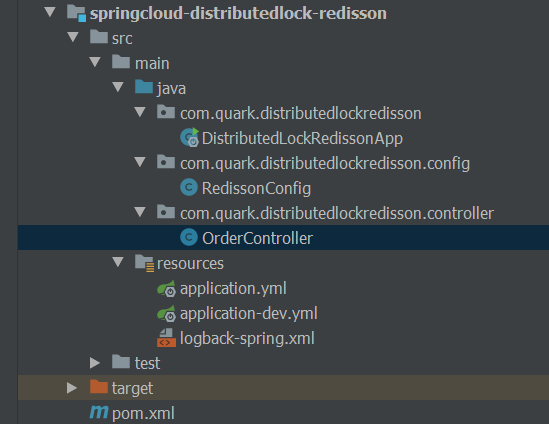 springcloud-distributedlock-redisson
src
main
java
com.quark.distributedlockredisson
DistributedLockRedissonApp
com.quark.distributedlockredisson.config
RedissonConfig
com.quark.distributedlockredisson.controller
OrderController
resources
application.yml
application-dev.yml
logback-spring.xml
test
target
pom.xml